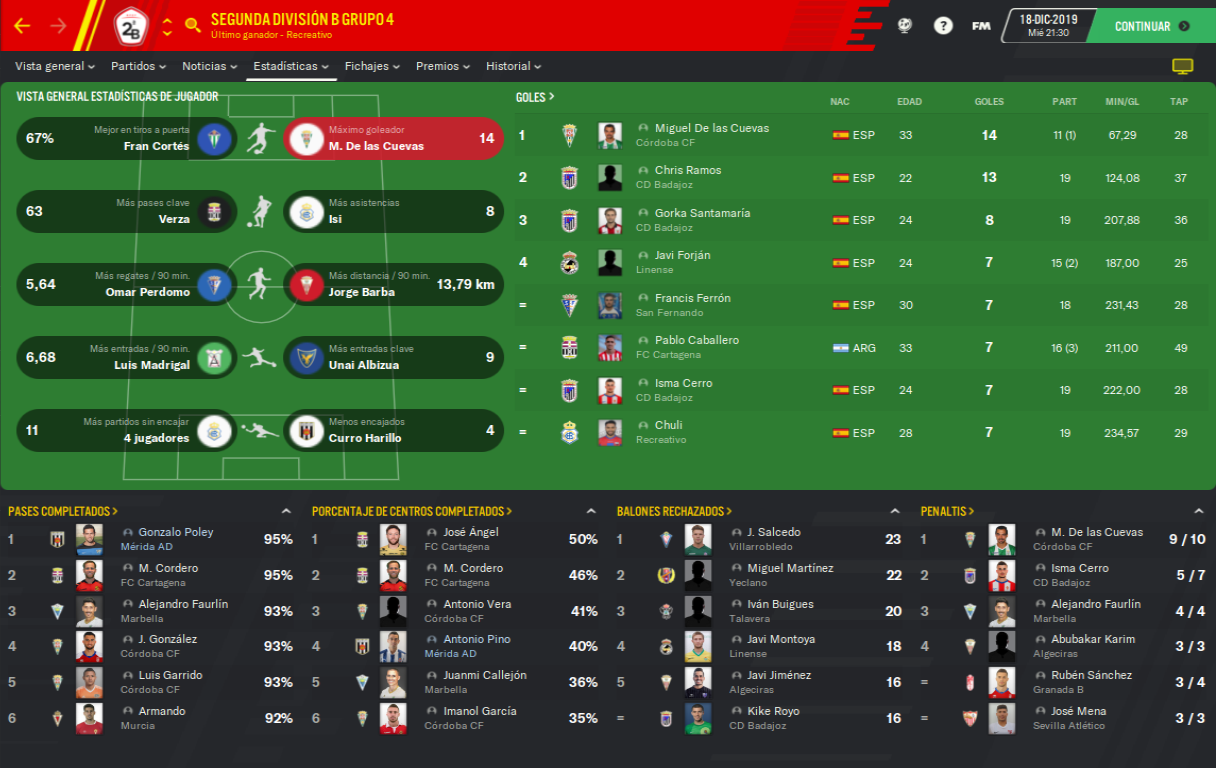 SEGUNDA DIVISIÓN B GRUPO 4
Último ganador - Recreativo
2ªB
?
FM
18-DIC-2019
Mié 21:30
CONTINUAR
Vista general Partidos Noticias Estadísticas Fichajes Premios Historial
VISTA GENERAL ESTADÍSTICAS DE JUGADOR
67% Mejor en tiros a puerta
Fran Cortés
Máximo goleador 14
M. De las Cuevas
63 Más pases clave
Verza
Más asistencias 8
Isi
5,64 Más regates / 90 min.
Omar Perdomo
Más distancia / 90 min. 13,79 km
Jorge Barba
6,68 Más entradas / 90 min.
Luis Madrigal
Más entradas clave 9
Unai Albizua
11 Más partidos sin encajar
4 jugadores
Menos encajados 4
Curro Harillo
GOLES > NAC EDAD GOLES PART MIN/GL TAP
1 Miguel De las Cuevas ESP 33 14 11 (1) 67,29 28
Córdoba CF
2 Chris Ramos ESP 22 13 19 124,08 37
CD Badajoz
3 Gorka Santamaría ESP 24 8 19 207,88 36
CD Badajoz
4 Javi Forján ESP 24 7 15 (2) 187,00 25
Linense
= Francis Ferrón ESP 30 7 18 231,43 28
San Fernando
= Pablo Caballero ARG 33 7 16 (3) 211,00 49
FC Cartagena
= Isma Cerro ESP 24 7 19 222,00 28
CD Badajoz
= Chuli ESP 28 7 19 234,57 29
Recreativo
PASES COMPLETADOS >
1 Gonzalo Poley 95%
Mérida AD
2 M. Cordero 95%
FC Cartagena
3 Alejandro Faurlín 93%
Marbella
4 J. González 93%
Córdoba CF
5 Luis Garrido 93%
Córdoba CF
6 Armando 92%
Murcia
PORCENTAJE DE CENTROS COMPLETADOS >
1 José Ángel 50%
FC Cartagena
2 M. Cordero 46%
FC Cartagena
3 Antonio Vera 41%
Córdoba CF
4 Antonio Pino 40%
Mérida AD
5 Juanmi Callejón 36%
Marbella
6 Imanol García 35%
Córdoba CF
BALONES RECHAZADOS >
1 J. Salcedo 23
Villarrobledo
2 Miguel Martínez 22
Yeclano
3 Iván Buigues 20
Talavera
4 Javi Montoya 18
Linense
5 Javi Jiménez 16
Algeciras
= Kike Royo 16
CD Badajoz
PENALTIS >
1 M. De las Cuevas 9 / 10
Córdoba CF
2 Isma Cerro 5 / 7
CD Badajoz
3 Alejandro Faurlín 4 / 4
Marbella
4 Abubakar Karim 3 / 3
Algeciras
= Rubén Sánchez 3 / 4
Granada B
= José Mena 3 / 3
Sevilla Atlético